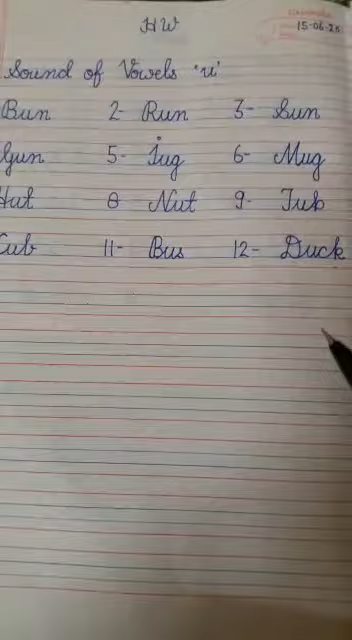 HW
15-06-25
Sound of Vowels 'u'
Bun 2- Run 3- Sun
Gun 5- Jug 6- Mug
Hut 8 Nut 9- Tub
Cub 11- Bus 12- Duck